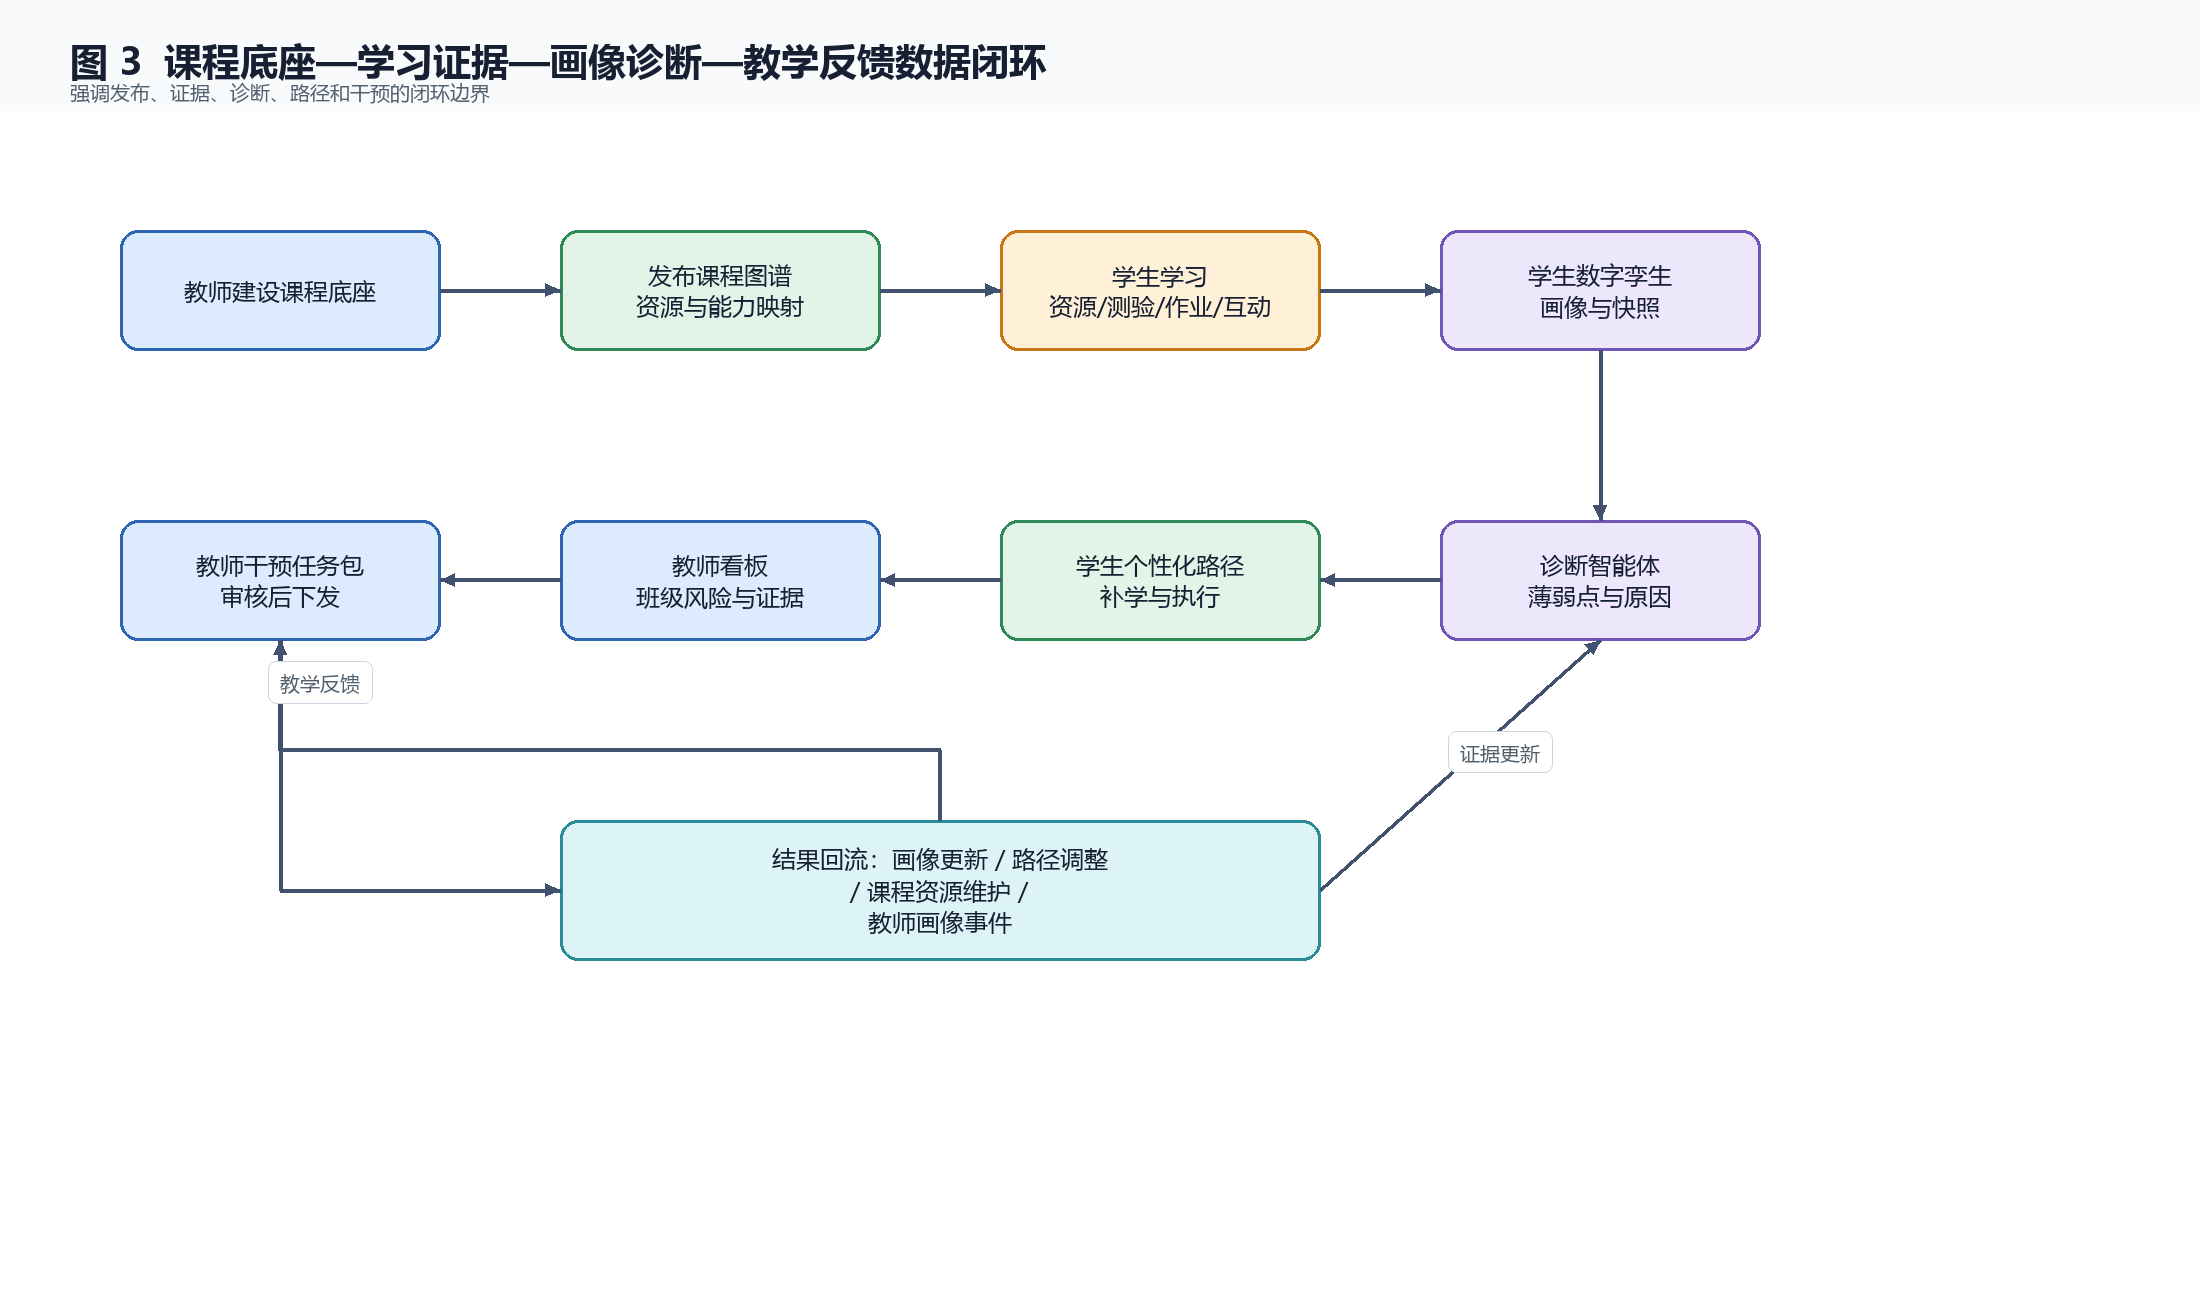 图 3 课程底座—学习证据—画像诊断—教学反馈数据闭环
强调发布、证据、诊断、路径和干预的闭环边界
教师建设课程底座
发布课程图谱
资源与能力映射
学生学习
资源/测验/作业/互动
学生数字孪生
画像与快照
教师干预任务包
审核后下发
教师看板
班级风险与证据
学生个性化路径
补学与执行
诊断智能体
薄弱点与原因
教学反馈
证据更新
结果回流：画像更新 / 路径调整
/ 课程资源维护 /
教师画像事件